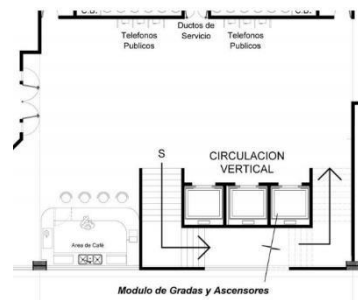 C.B.
Ductos de
Servicio
C.B.
Telefonos
Publicos
Telefonos
Publicos
S
CIRCULACION
VERTICAL
Area de Café
Modulo de Gradas y Ascensores